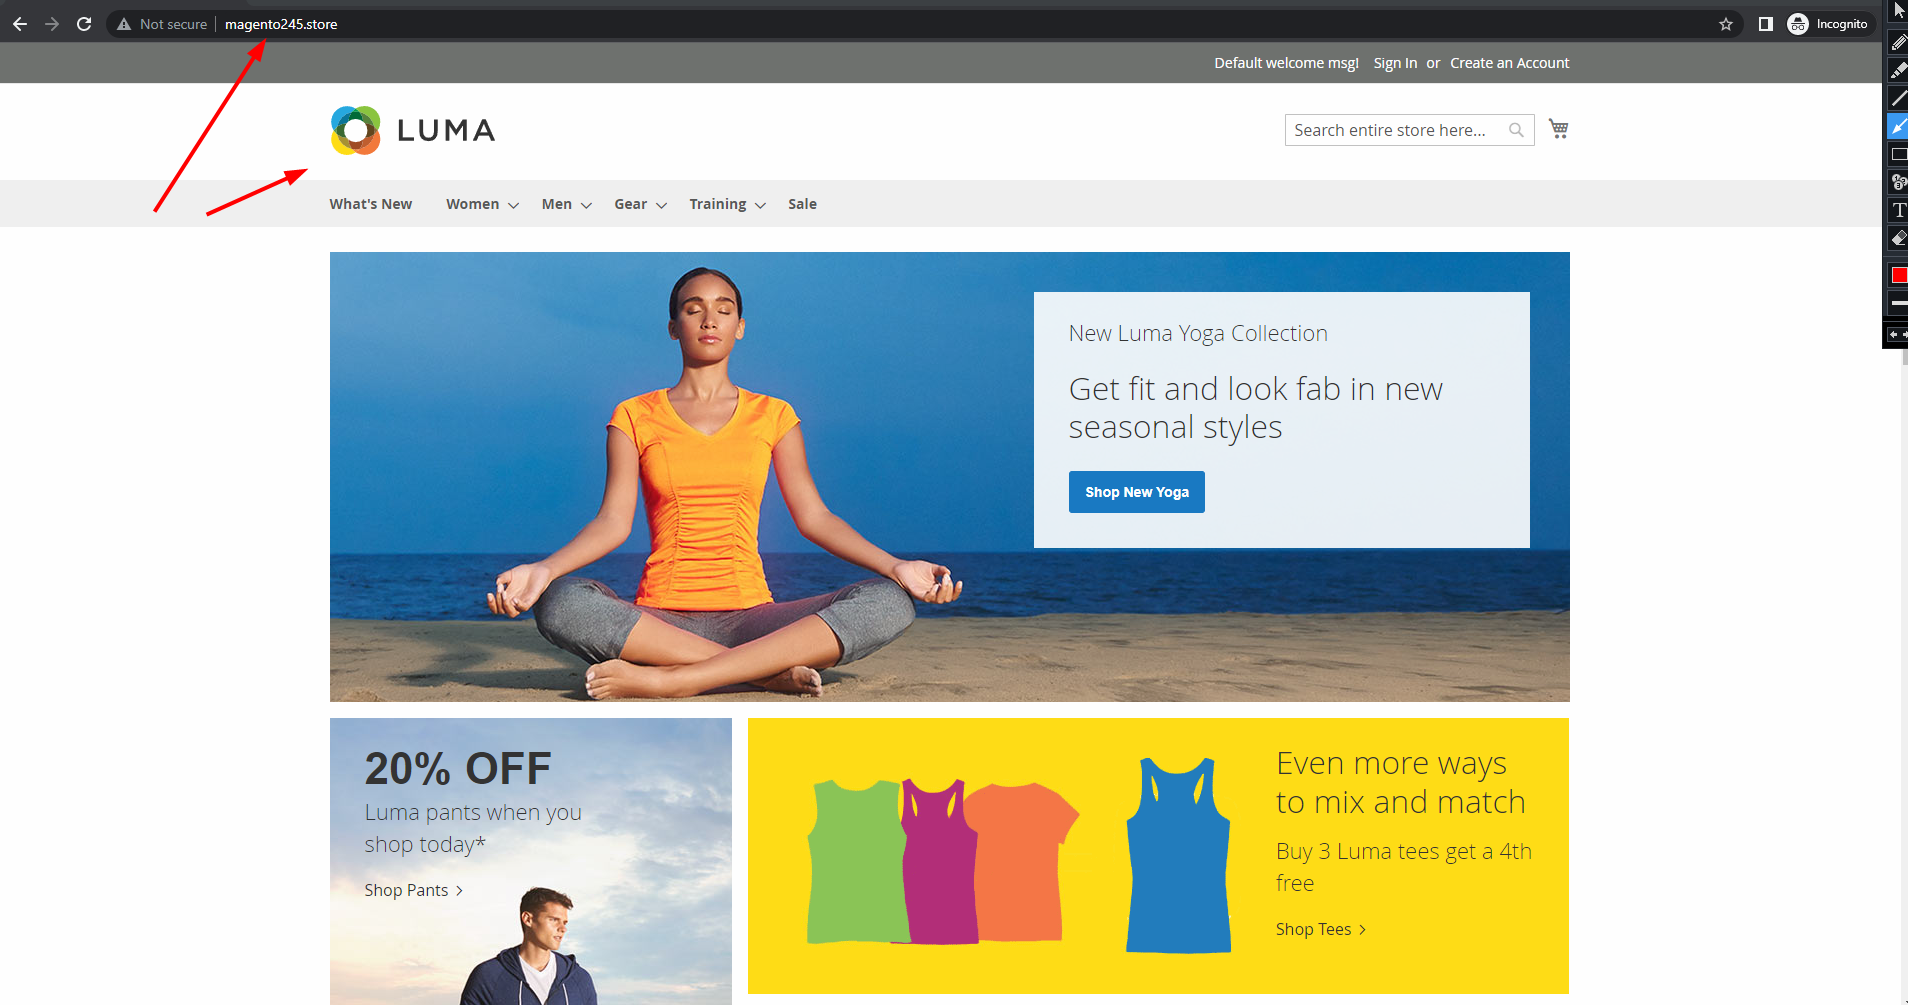 Not secure
magento245.store
Incognito
Default welcome msg! Sign In or Create an Account
LUMA
Search entire store here...
What's New Women Men Gear Training Sale
New Luma Yoga Collection
Get fit and look fab in new
seasonal styles
Shop New Yoga
20% OFF
Luma pants when you
shop today*
Shop Pants >
Even more ways
to mix and match
Buy 3 Luma tees get a 4th
free
Shop Tees >
T